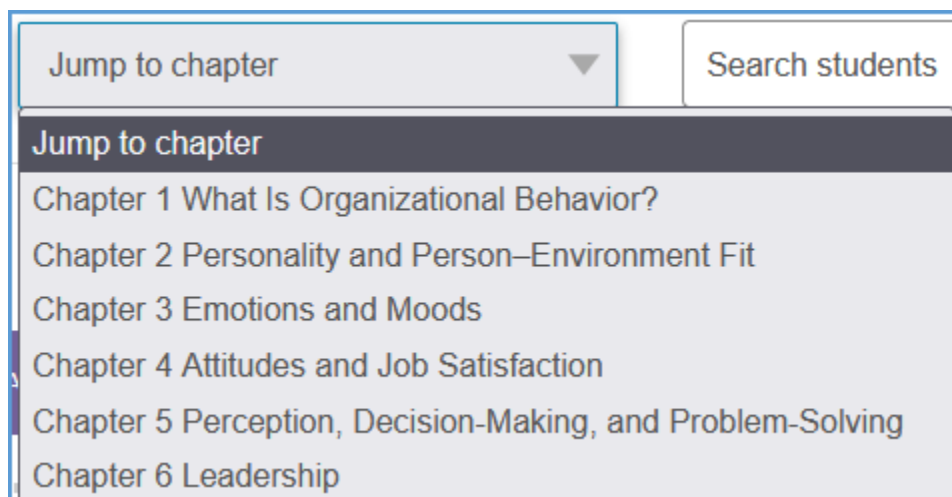 Jump to chapter
Search students
Jump to chapter
Chapter 1 What Is Organizational Behavior?
Chapter 2 Personality and Person–Environment Fit
Chapter 3 Emotions and Moods
Chapter 4 Attitudes and Job Satisfaction
Chapter 5 Perception, Decision-Making, and Problem-Solving
Chapter 6 Leadership